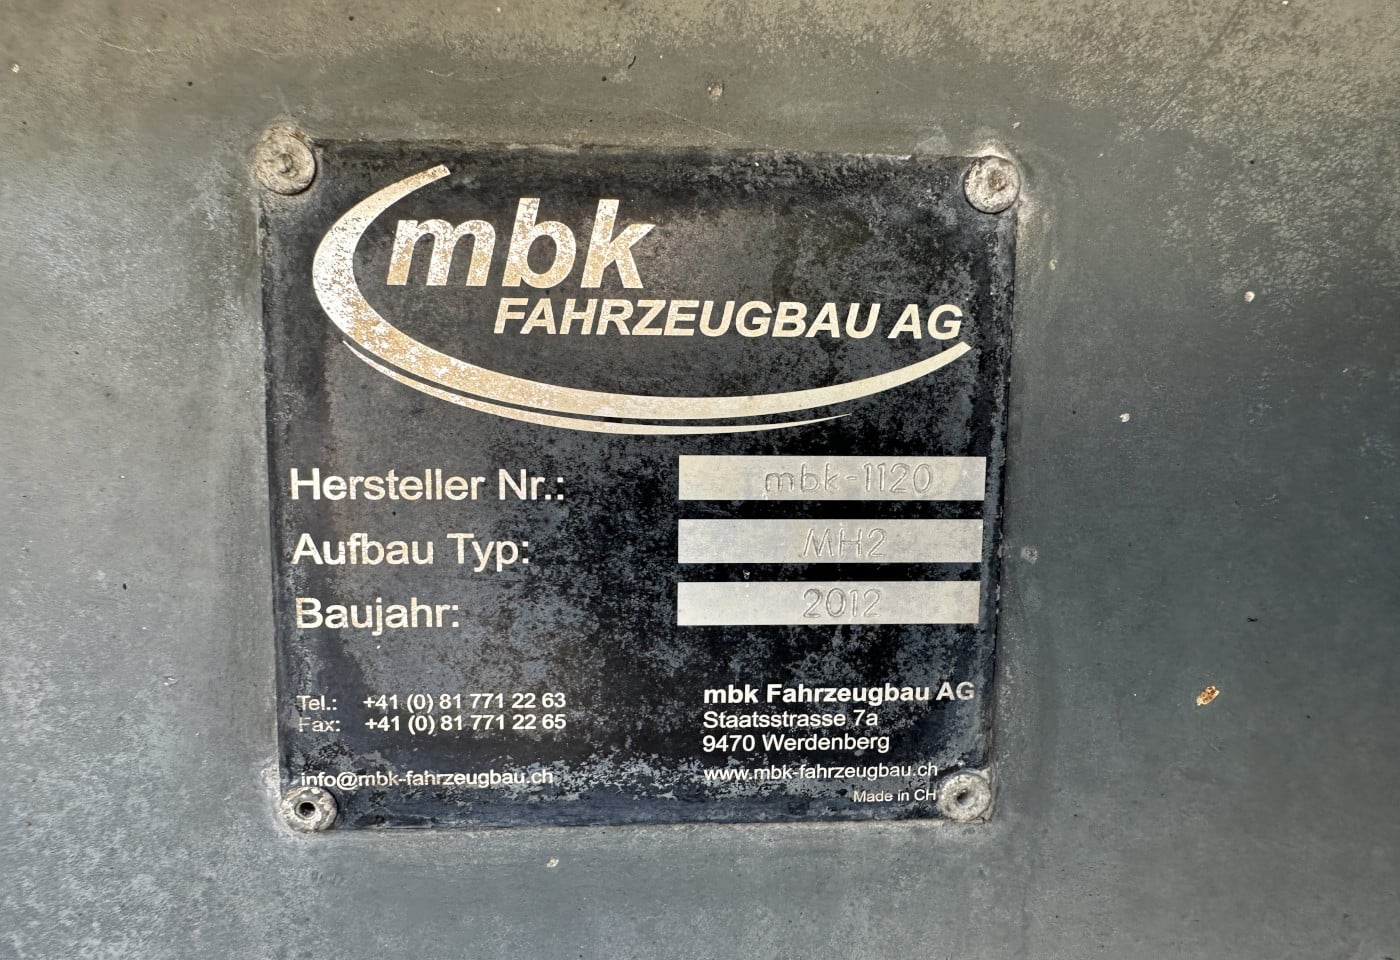 mbk
FAHRZEUGBAU AG
Hersteller Nr.: mbk-1120
Aufbau Typ: MH2
Baujahr: 2012
Tel.: +41 (0) 81 771 22 63
Fax: +41 (0) 81 771 22 65
info@mbk-fahrzeugbau.ch
mbk Fahrzeugbau AG
Staatsstrasse 7a
9470 Werdenberg
www.mbk-fahrzeugbau.ch
Made in CH